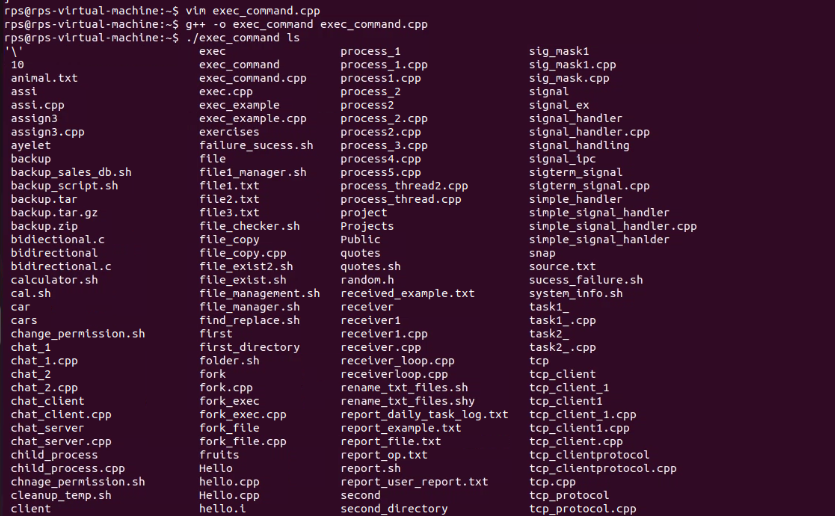 rps@rps-virtual-machine:~$ vim exec_command.cpp
rps@rps-virtual-machine:~$ g++ -o exec_command exec_command.cpp
rps@rps-virtual-machine:~$ ./exec_command ls
'\' exec process_1 sig_mask1
10 exec_command process_1.cpp sig_mask1.cpp
animal.txt exec_command.cpp process1.cpp sig_mask.cpp
assi exec.cpp process_2 signal
assi.cpp exec_example process2 signal_ex
assign3 exec_example.cpp process_2.cpp signal_handler
assign3.cpp exercises process2.cpp signal_handler.cpp
ayelet failure_sucess.sh process_3.cpp signal_handling
backup file process4.cpp signal_ipc
backup_sales_db.sh file1_manager.sh process5.cpp sigterm_signal
backup_script.sh file1.txt process_thread2.cpp sigterm_signal.cpp
backup.tar file2.txt process_thread.cpp simple_handler
backup.tar.gz file3.txt project simple_signal_handler
backup.zip file_checker.sh Projects simple_signal_handler.cpp
bidiectional.c file_copy Public simple_signal_hanlder
bidirectional file_copy.cpp quotes snap
bidirectional.c file_exist2.sh quotes.sh source.txt
calculator.sh file_exist.sh random.h sucess_failure.sh
cal.sh file_management.sh received_example.txt system_info.sh
car file_manager.sh receiver task1_
cars find_replace.sh receiver1 task1_.cpp
change_permission.sh first receiver1.cpp task2_
chat_1 first_directory receiver.cpp task2_.cpp
chat_1.cpp folder.sh receiver_loop.cpp tcp
chat_2 fork receiverloop.cpp tcp_client
chat_2.cpp fork.cpp rename_txt_files.sh tcp_client_1
chat_client fork_exec rename_txt_files.shy tcp_client1
chat_client.cpp fork_exec.cpp report_daily_task_log.txt tcp_client_1.cpp
chat_server fork_file report_example.txt tcp_client1.cpp
chat_server.cpp fork_file.cpp report_file.txt tcp_client.cpp
child_process fruits report_op.txt tcp_clientprotocol
child_process.cpp Hello report.sh tcp_clientprotocol.cpp
chnage_permission.sh hello.cpp report_user_report.txt tcp.cpp
cleanup_temp.sh Hello.cpp second tcp_protocol
client hello.i second_directory tcp_protocol.cpp